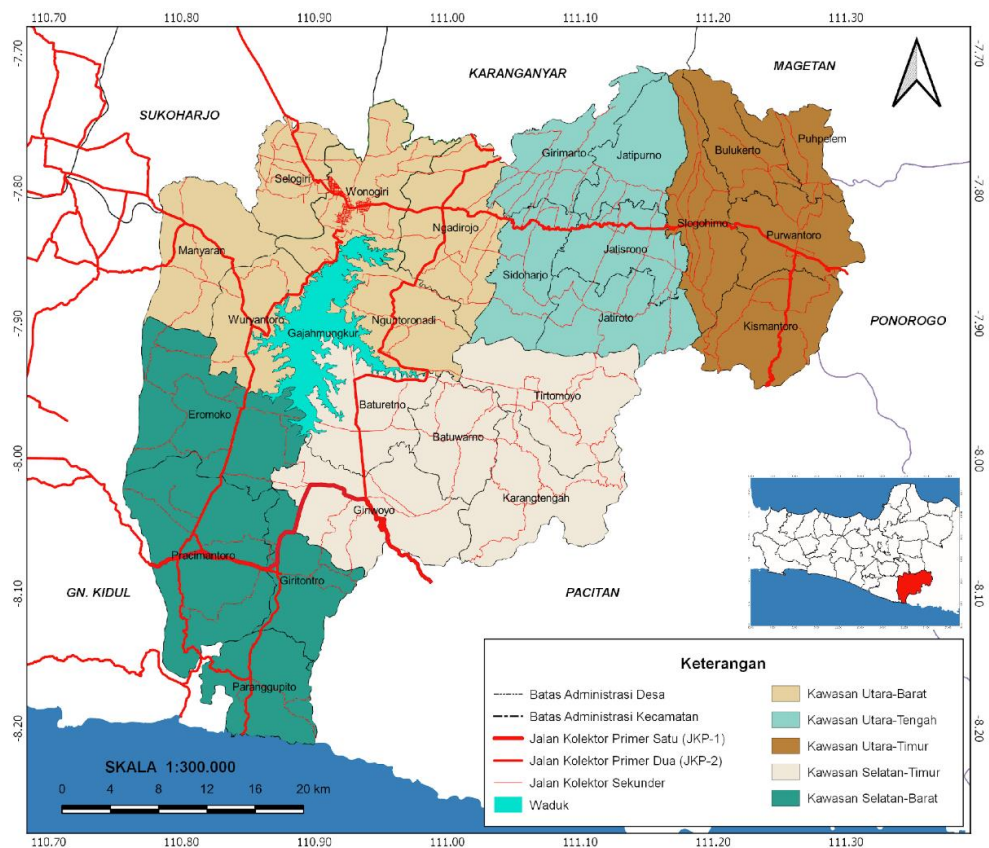 110.70 110.80 110.90 111.00 111.10 111.20 111.30
-7.70
-7.80
-7.90
-8.00
-8.10
-8.20
-7.70
-7.80
-7.90
-8.00
-8.10
-8.20
MAGETAN
KARANGANYAR
SUKOHARJO
Puhpelem
Bulukerto
Girimarto
Jatipurno
Selogiri
Wonogiri
Ngadirojo
Slogohimo
Purwantoro
Manyaran
Jatisrono
Sidoharjo
Wuryantoro
Nguntoronadi
Jatiroto
Kismantoro
PONOROGO
Gajahmungkur
Tirtomoyo
Eromoko
Baturetno
Batuwarno
Karangtengah
Giriwoyo
Pracimantoro
Giritontro
GN. KIDUL
PACITAN
Paranggupito
Keterangan
Batas Administrasi Desa
Batas Administrasi Kecamatan
Jalan Kolektor Primer Satu (JKP-1)
Jalan Kolektor Primer Dua (JKP-2)
Jalan Kolektor Sekunder
Waduk
Kawasan Utara-Barat
Kawasan Utara-Tengah
Kawasan Utara-Timur
Kawasan Selatan-Timur
Kawasan Selatan-Barat
SKALA 1:300.000
0 4 8 12 16 20 km
110.70 110.80 110.90 111.00 111.10 111.20 111.30